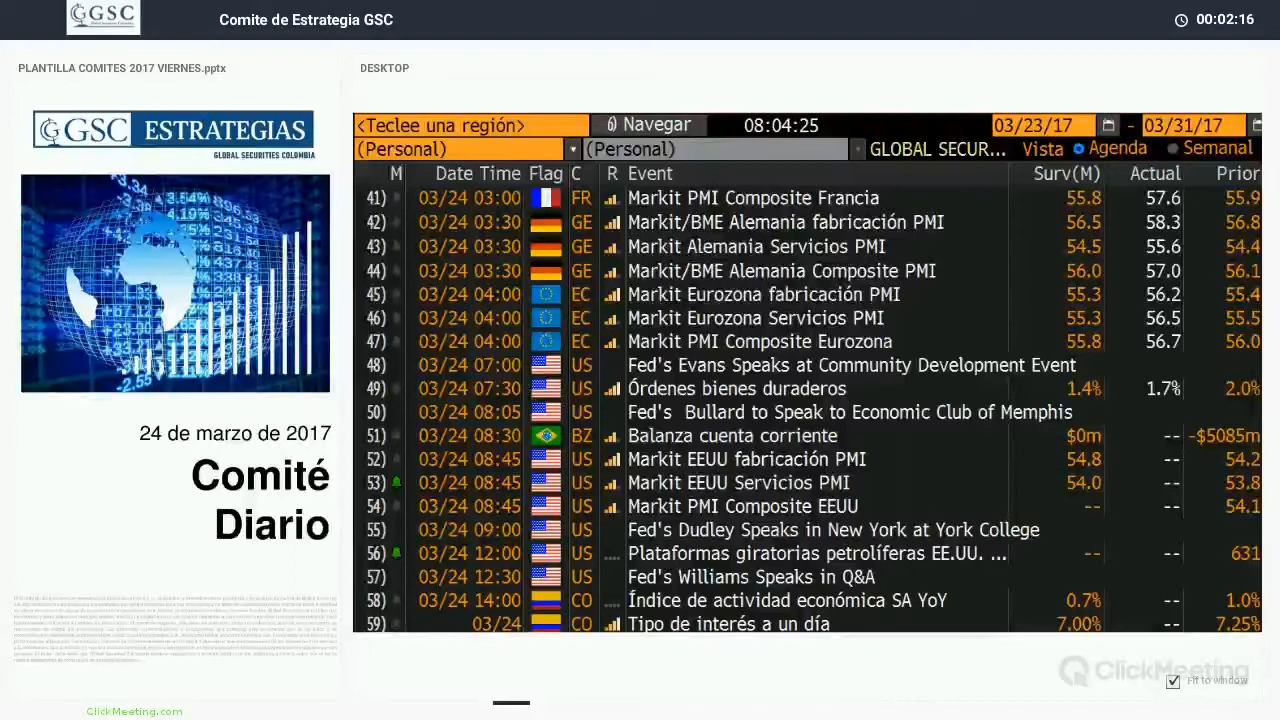 GSC
Comite de Estrategia GSC
00:02:16
PLANTILLA COMITES 2017 VIERNES.pptx
DESKTOP
GSC ESTRATEGIAS
GLOBAL SECURITIES COLOMBIA
24 de marzo de 2017
Comité
Diario
<Teclee una región> Navegar 08:04:25 03/23/17 - 03/31/17
(Personal) (Personal) GLOBAL SECUR... Vista Agenda Semanal
M Date Time Flag C R Event Surv(M) Actual Prior
41) 03/24 03:00 FR Markit PMI Composite Francia 55.8 57.6 55.9
42) 03/24 03:30 GE Markit/BME Alemania fabricación PMI 56.5 58.3 56.8
43) 03/24 03:30 GE Markit Alemania Servicios PMI 54.5 55.6 54.4
44) 03/24 03:30 GE Markit/BME Alemania Composite PMI 56.0 57.0 56.1
45) 03/24 04:00 EC Markit Eurozona fabricación PMI 55.3 56.2 55.4
46) 03/24 04:00 EC Markit Eurozona Servicios PMI 55.3 56.5 55.5
47) 03/24 04:00 EC Markit PMI Composite Eurozona 55.8 56.7 56.0
48) 03/24 07:00 US Fed's Evans Speaks at Community Development Event
49) 03/24 07:30 US Órdenes bienes duraderos 1.4% 1.7% 2.0%
50) 03/24 08:05 US Fed's Bullard to Speak to Economic Club of Memphis
51) 03/24 08:30 BZ Balanza cuenta corriente $0m -- -$5085m
52) 03/24 08:45 US Markit EEUU fabricación PMI 54.8 -- 54.2
53) 03/24 08:45 US Markit EEUU Servicios PMI 54.0 -- 53.8
54) 03/24 08:45 US Markit PMI Composite EEUU -- -- 54.1
55) 03/24 09:00 US Fed's Dudley Speaks in New York at York College
56) 03/24 12:00 US Plataformas giratorias petrolíferas EE.UU. ... -- -- 631
57) 03/24 12:30 US Fed's Williams Speaks in Q&A
58) 03/24 14:00 CO Índice de actividad económica SA YoY 0.7% -- 1.0%
59) 3/24 CO Tipo de interés a un día 7.00% -- 7.25%
ClickMeeting
Fit to window
ClickMeeting.com